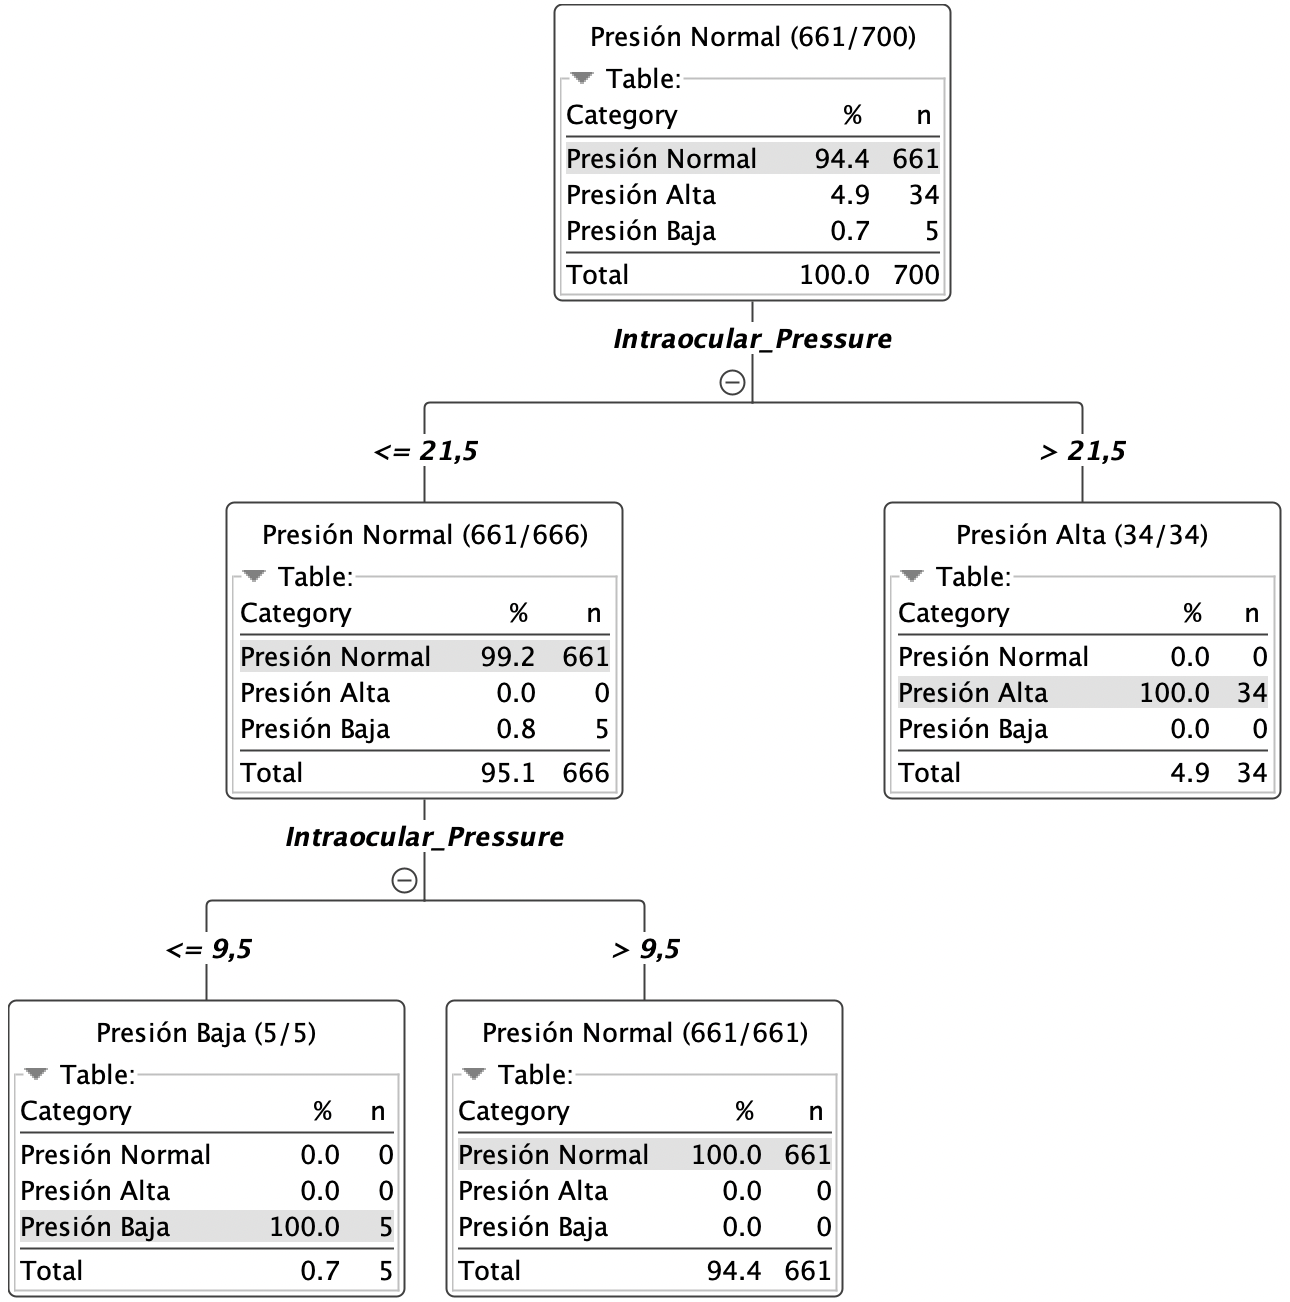 Presión Normal (661/700)
Table:
Category % n
Presión Normal 94.4 661
Presión Alta 4.9 34
Presión Baja 0.7 5
Total 100.0 700
Intraocular_Pressure
<= 21,5
> 21,5
Presión Normal (661/666)
Table:
Category % n
Presión Normal 99.2 661
Presión Alta 0.0 0
Presión Baja 0.8 5
Total 95.1 666
Presión Alta (34/34)
Table:
Category % n
Presión Normal 0.0 0
Presión Alta 100.0 34
Presión Baja 0.0 0
Total 4.9 34
Intraocular_Pressure
<= 9,5
> 9,5
Presión Baja (5/5)
Table:
Category % n
Presión Normal 0.0 0
Presión Alta 0.0 0
Presión Baja 100.0 5
Total 0.7 5
Presión Normal (661/661)
Table:
Category % n
Presión Normal 100.0 661
Presión Alta 0.0 0
Presión Baja 0.0 0
Total 94.4 661